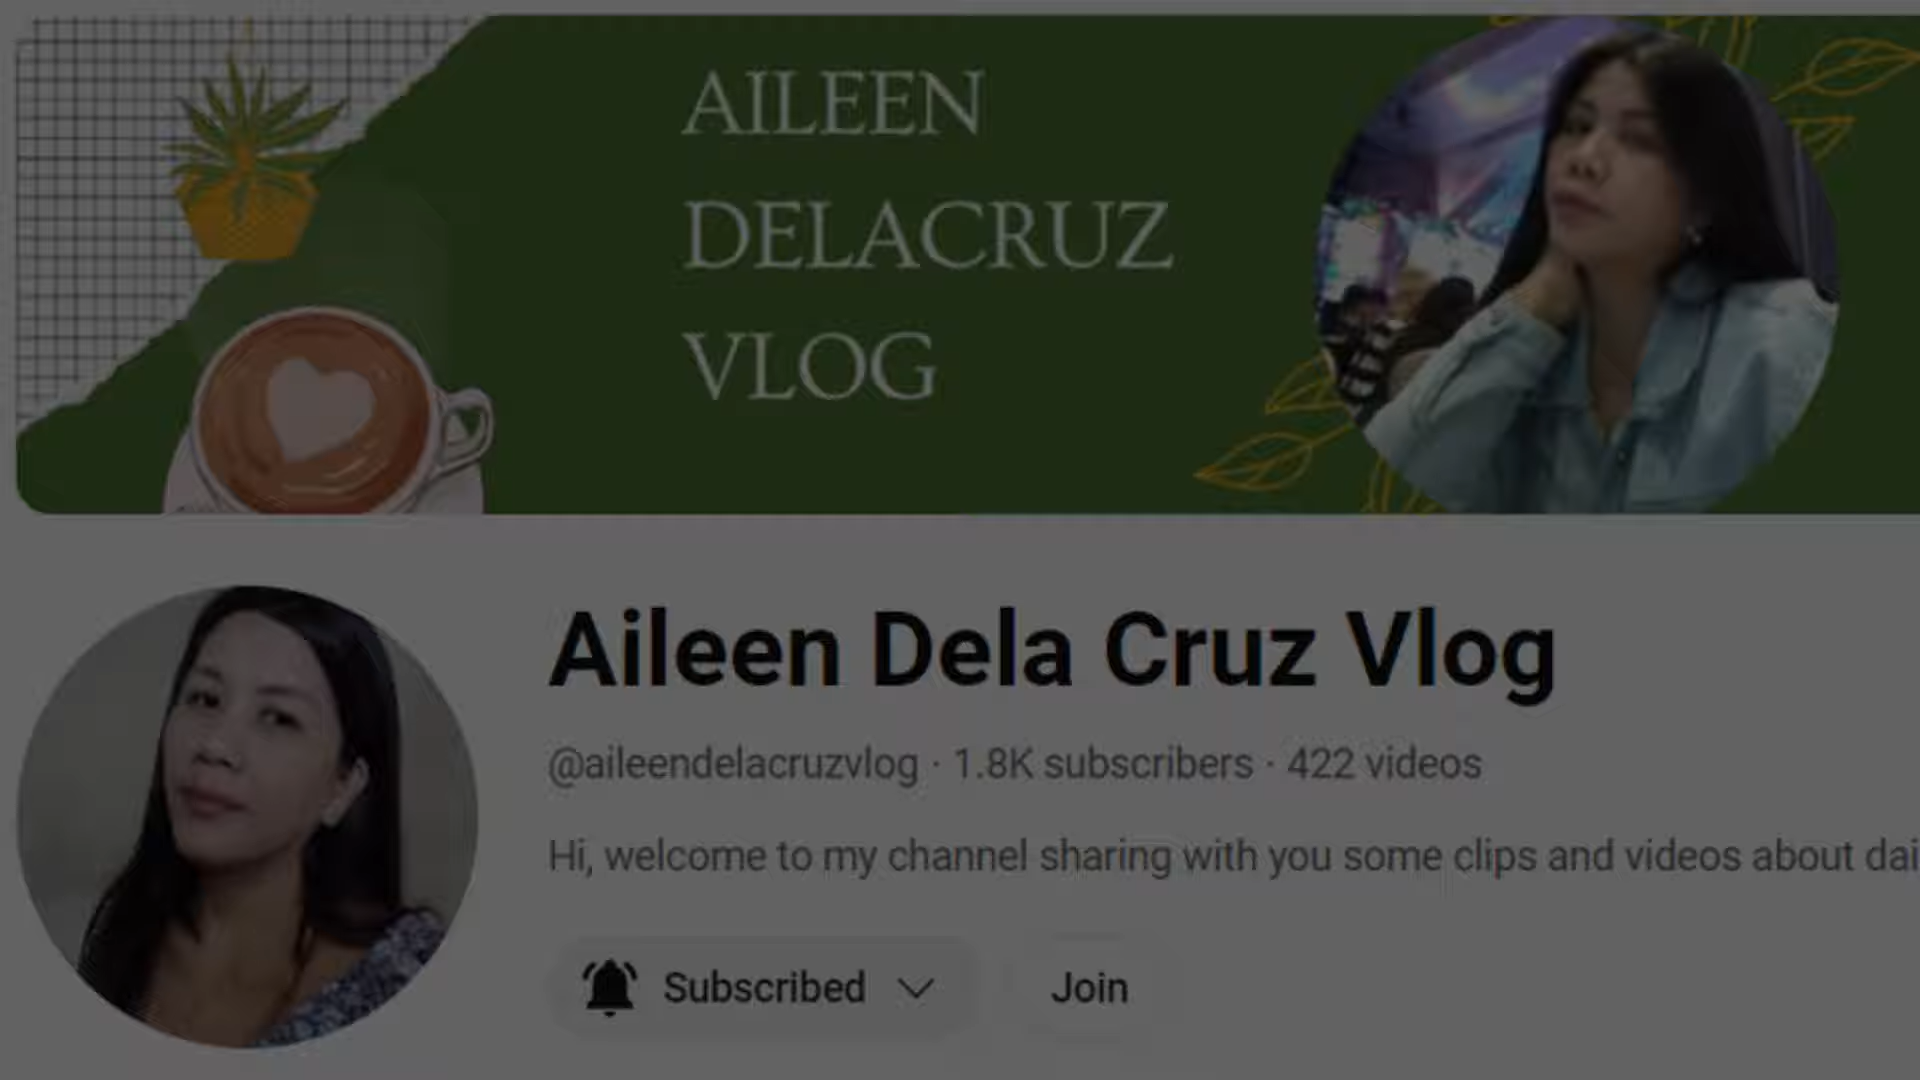 AILEEN
DELACRUZ
VLOG
Aileen Dela Cruz Vlog
@aileendelacruzvlog · 1.8K subscribers · 422 videos
Hi, welcome to my channel sharing with you some clips and videos about dai
Subscribed
Join